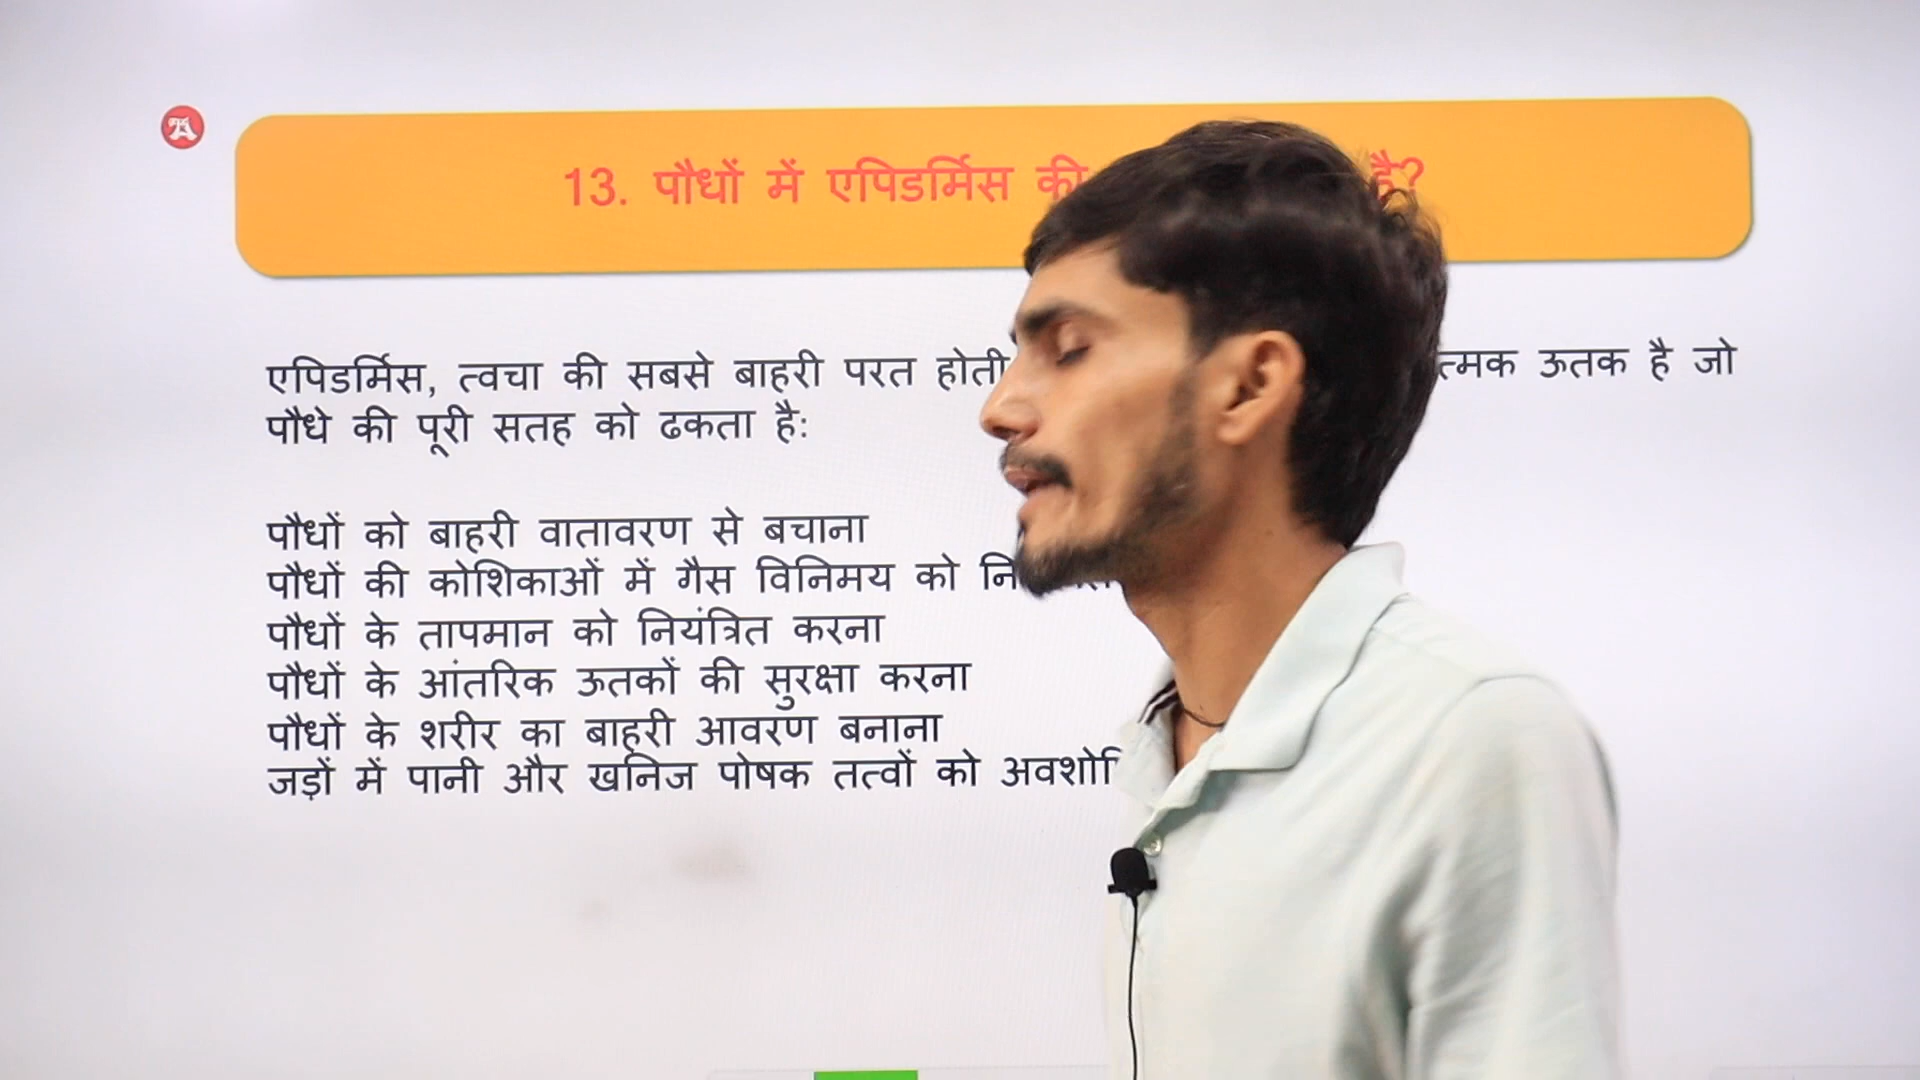 13. पौधों में एपिडर्मिस की है?
एपिडर्मिस, त्वचा की सबसे बाहरी परत होती ऊतक है जो
पौधे की पूरी सतह को ढकता है:
पौधों को बाहरी वातावरण से बचाना
पौधों की कोशिकाओं में गैस विनिमय को
पौधों के तापमान को नियंत्रित करना
पौधों के आंतरिक ऊतकों की सुरक्षा करना
पौधों के शरीर का बाहरी आवरण बनाना
जड़ों में पानी और खनिज पोषक तत्वों को